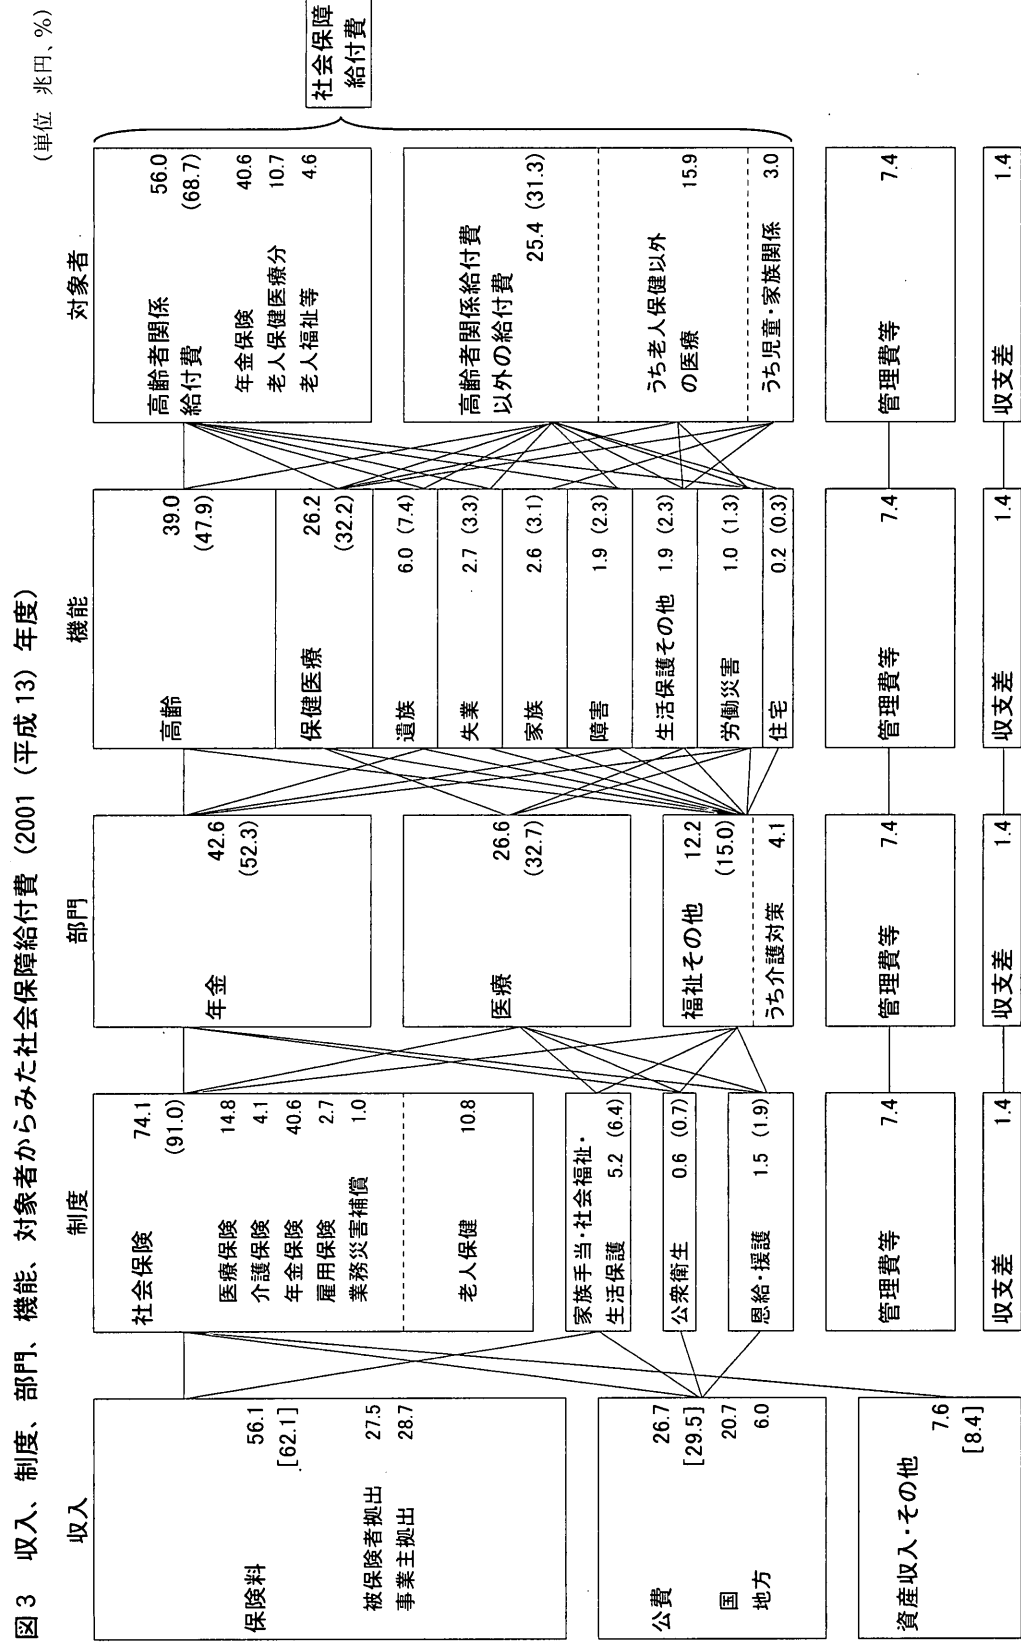 図3　収入、制度、部門、機能、対象者からみた社会保障給付費（2001（平成13）年度）
(単位　兆円、%)
収入
保険料
56.1
[62.1]
被保険者拠出 27.5
事業主拠出 28.7
公費
26.7
[29.5]
国 20.7
地方 6.0
資産収入・その他
7.6
[8.4]
制度
社会保険
74.1
(91.0)
医療保険 14.8
介護保険 4.1
年金保険 40.6
雇用保険 2.7
業務災害補償 1.0
老人保健 10.8
家族手当・社会福祉・
生活保護 5.2 (6.4)
公衆衛生 0.6 (0.7)
恩給・援護 1.5 (1.9)
管理費等 7.4
収支差 1.4
部門
年金
42.6
(52.3)
医療
26.6
(32.7)
福祉その他 12.2
(15.0)
うち介護対策 4.1
管理費等 7.4
収支差 1.4
機能
高齢 39.0
(47.9)
保健医療 26.2
(32.2)
遺族 6.0 (7.4)
失業 2.7 (3.3)
家族 2.6 (3.1)
障害 1.9 (2.3)
生活保護その他 1.9 (2.3)
労働災害 1.0 (1.3)
住宅 0.2 (0.3)
管理費等 7.4
収支差 1.4
対象者
高齢者関係 56.0
給付費 (68.7)
年金保険 40.6
老人保健医療分 10.7
老人福祉等 4.6
高齢者関係給付費
以外の給付費
25.4 (31.3)
うち老人保健以外
の医療 15.9
うち児童・家族関係 3.0
管理費等 7.4
収支差 1.4
社会保障
給付費